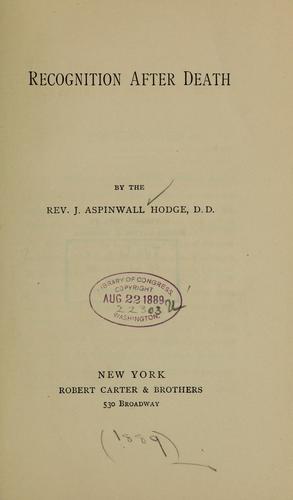 RECOGNITION AFTER DEATH
BY THE
REV. J. ASPINWALL HODGE, D. D.
LIBRARY OF CONGRESS
COPYRIGHT
AUG 22 1889
WASHINGTON
NEW YORK
ROBERT CARTER & BROTHERS
530 BROADWAY
(1889)